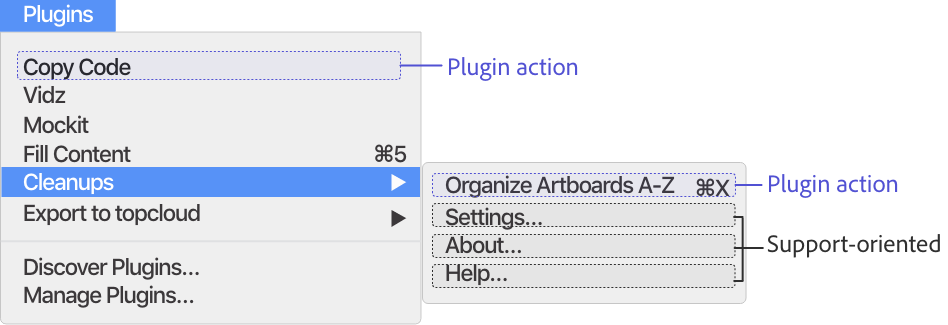 Plugins
Copy Code
Plugin action
Vidz
Mockit
Fill Content ⌘5
Cleanups ▶
Organize Artboards A-Z ⌘X
Plugin action
Export to topcloud ▶
Settings...
About...
Support-oriented
Help...
Discover Plugins...
Manage Plugins...